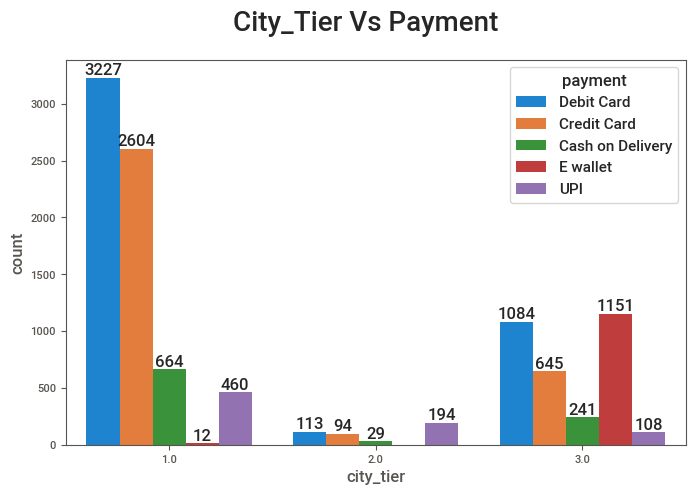 City_Tier Vs Payment
payment
Debit Card
Credit Card
Cash on Delivery
E wallet
UPI
3227
2604
664
12
460
113
94
29
194
1084
645
241
1151
108
3000
2500
2000
1500
1000
500
0
count
1.0
2.0
3.0
city_tier